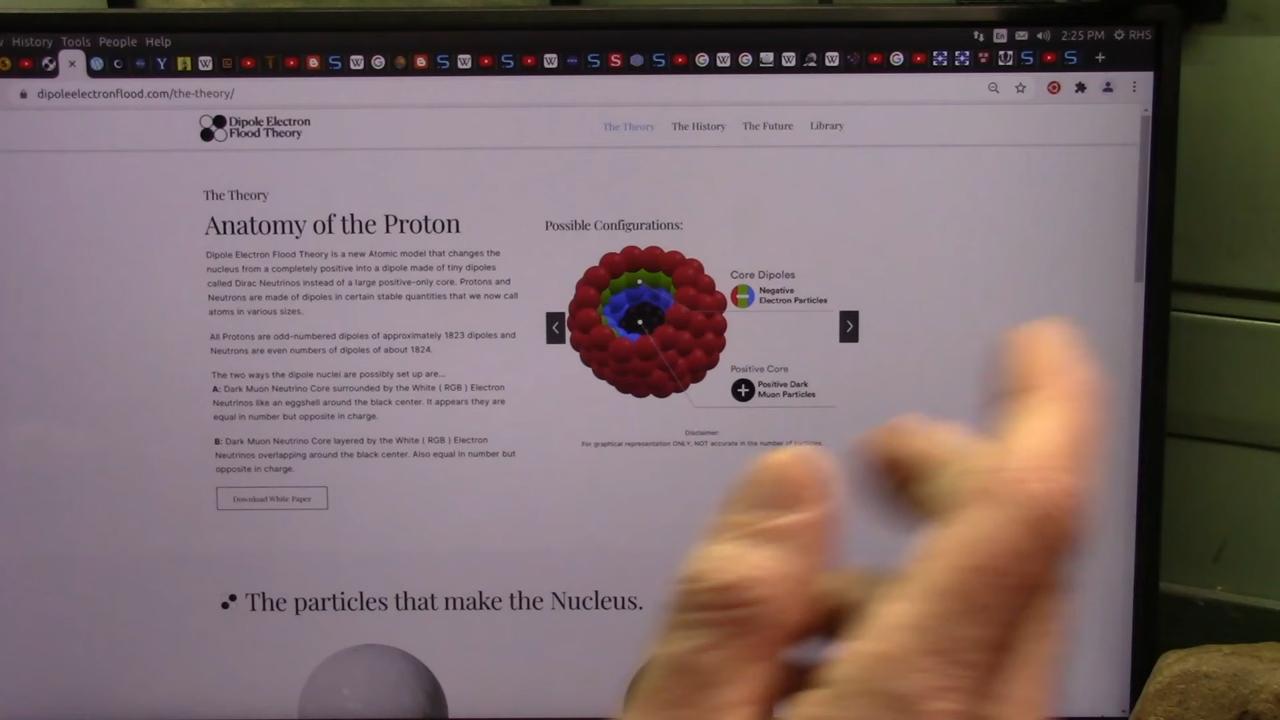 History Tools People Help
En 2:25 PM RHS
dipoleelectronflood.com/the-theory/
Dipole Electron
Flood Theory
The Theory The History The Future Library
The Theory
Anatomy of the Proton
Dipole Electron Flood Theory is a new Atomic model that changes the
nucleus from a completely positive into a dipole made of tiny dipoles
called Dirac Neutrinos instead of a large positive-only core. Protons and
Neutrons are made of dipoles in certain stable quantities that we now call
atoms in various sizes.
All Protons are odd-numbered dipoles of approximately 1823 dipoles and
Neutrons are even numbers of dipoles of about 1824.
The two ways the dipole nuclei are possibly set up are...
A: Dark Muon Neutrino Core surrounded by the White ( RGB ) Electron
Neutrinos like an eggshell around the black center. It appears they are
equal in number but opposite in charge.
B: Dark Muon Neutrino Core layered by the White ( RGB ) Electron
Neutrinos overlapping around the black center. Also equal in number but
opposite in charge.
Download White Paper
Possible Configurations:
Core Dipoles
Negative
Electron Particles
Positive Core
Positive Dark
Muon Particles
Disclaimer:
For graphical representation ONLY, NOT accurate in the number of particles.
The particles that make the Nucleus.